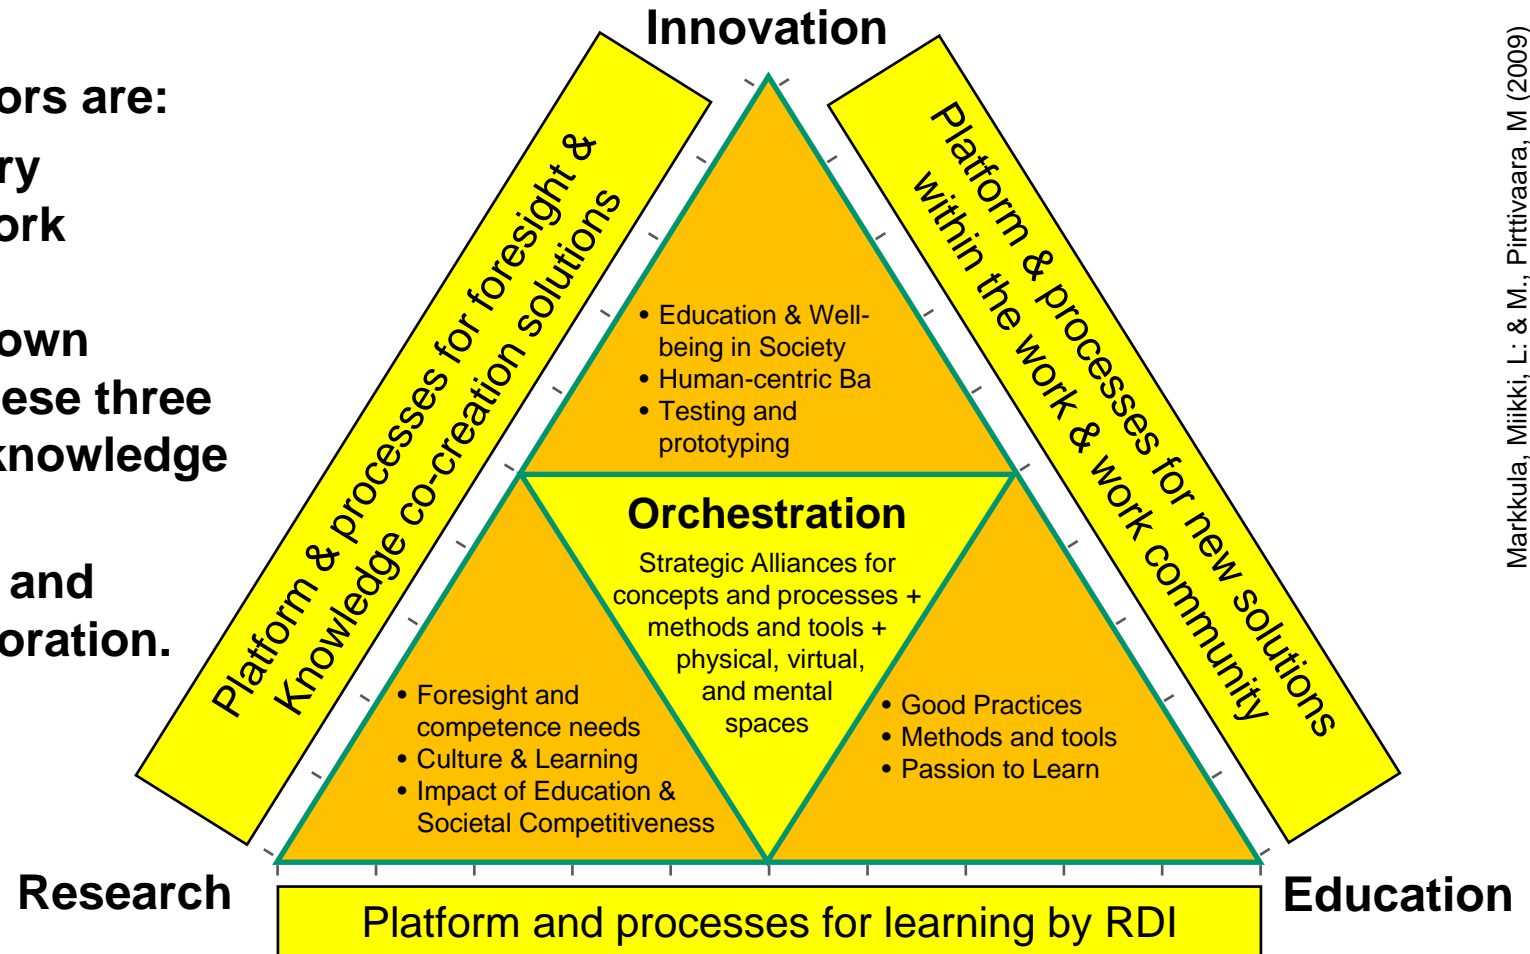 ors are:
ry
ork
own
ese three
knowledge
and
oration.
Innovation
Platform & processes for foresight &
Knowledge co-creation solutions
Platform & processes for new solutions
within the work & work community
• Education & Well-
being in Society
• Human-centric Ba
• Testing and
prototyping
Orchestration
Strategic Alliances for
concepts and processes +
methods and tools +
physical, virtual,
and mental
spaces
• Foresight and
competence needs
• Culture & Learning
• Impact of Education &
Societal Competitiveness
• Good Practices
• Methods and tools
• Passion to Learn
Research
Education
Platform and processes for learning by RDI
Markkula, Miikki, L: & M., Pirttivaara, M (2009)